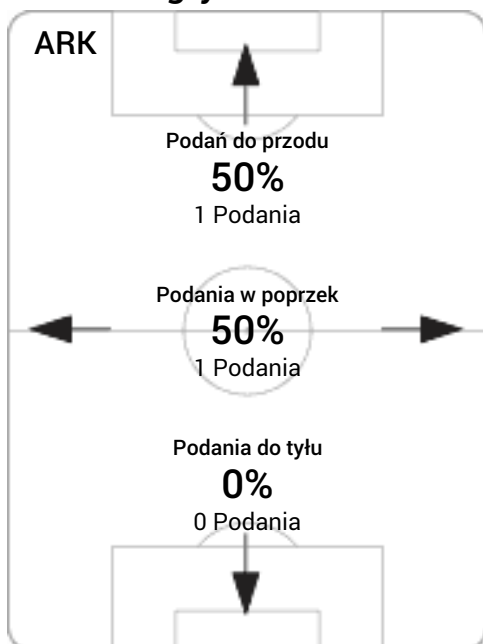 ARK
Podań do przodu
50%
1 Podania
Podania w poprzek
50%
1 Podania
Podania do tyłu
0%
0 Podania